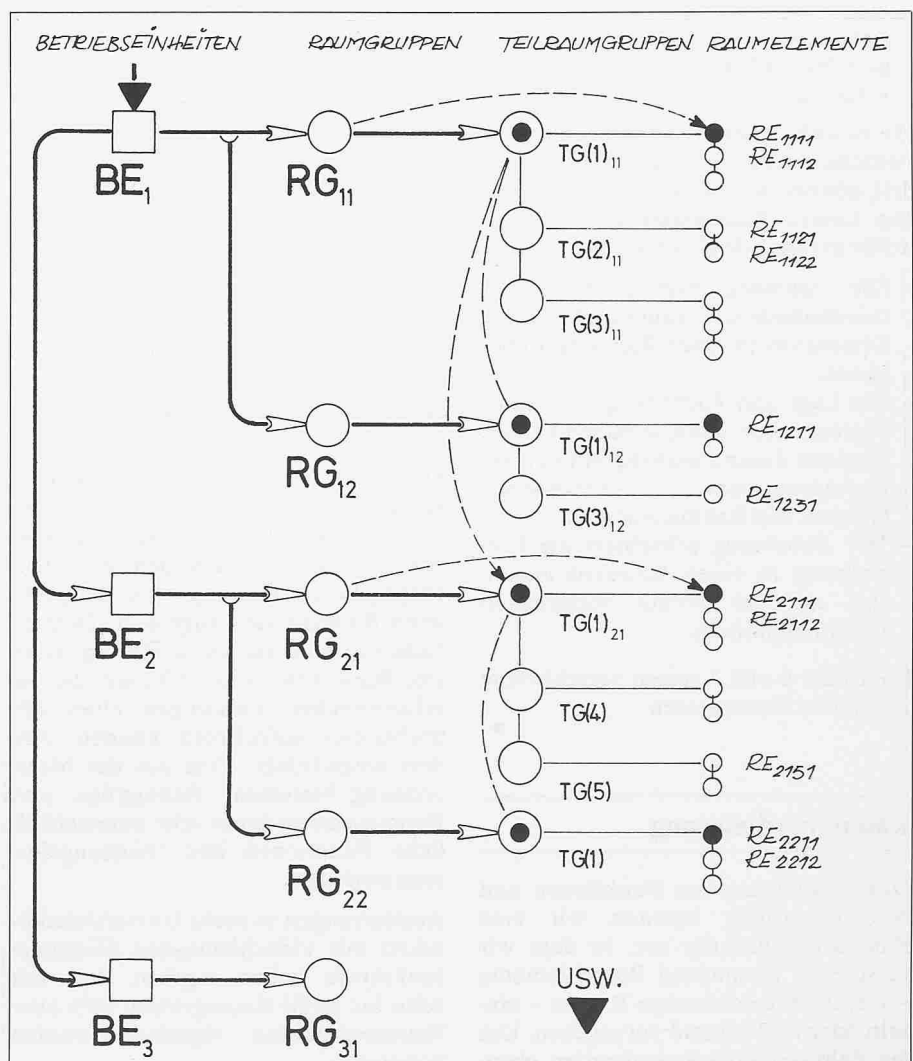 BETRIEBSEINHEITEN RAUMGRUPPEN TEILRAUMGRUPPEN RAUMELEMENTE
BE1 RG11 TG(1)11 RE1111
RE1112
TG(2)11 RE1121
RE1122
TG(3)11
RG12 TG(1)12 RE1211
TG(3)12 RE1231
BE2 RG21 TG(1)21 RE2111
RE2112
TG(4)
TG(5) RE2151
RG22 TG(1) RE2211
RE2212
BE3 RG31
USW.